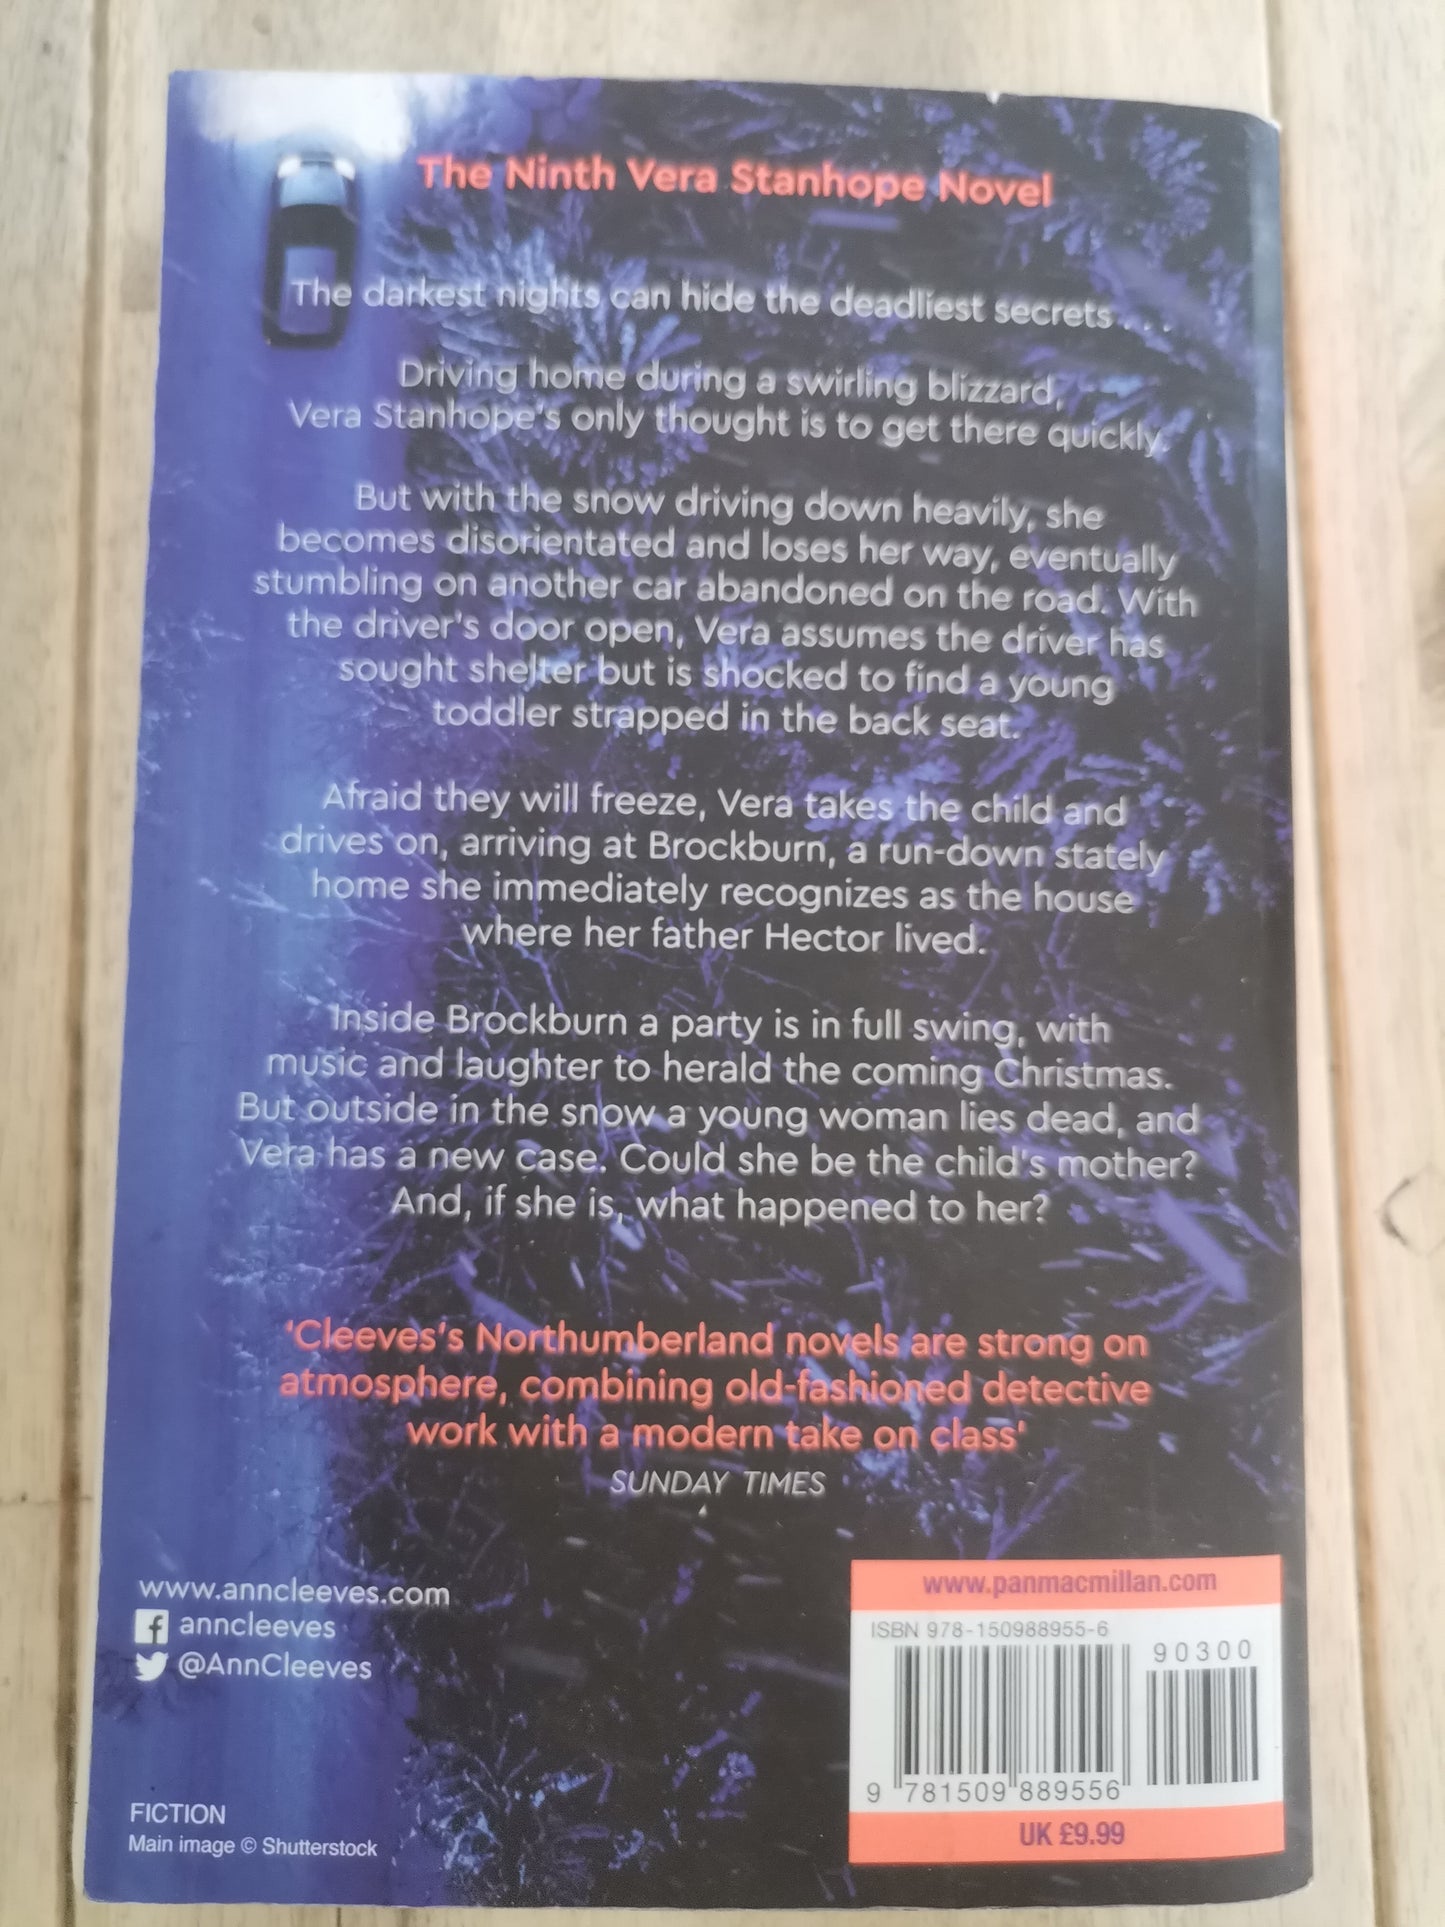 The Ninth Vera Stanhope Novel
The darkest nights can hide the deadliest secrets . . .
Driving home during a swirling blizzard,
Vera Stanhope's only thought is to get there quickly.
But with the snow driving down heavily, she
becomes disorientated and loses her way, eventually
stumbling on another car abandoned on the road. With
the driver's door open, Vera assumes the driver has
sought shelter but is shocked to find a young
toddler strapped in the back seat.
Afraid they will freeze, Vera takes the child and
drives on, arriving at Brockburn, a run-down stately
home she immediately recognizes as the house
where her father Hector lived.
Inside Brockburn a party is in full swing, with
music and laughter to herald the coming Christmas.
But outside in the snow a young woman lies dead, and
Vera has a new case. Could she be the child's mother?
And, if she is, what happened to her?
'Cleeves's Northumberland novels are strong on
atmosphere, combining old-fashioned detective
work with a modern take on class'
SUNDAY TIMES
www.anncleeves.com
anncleeves
@AnnCleeves
FICTION
Main image © Shutterstock
www.panmacmillan.com
ISBN 978-150988955-6
90300
9 781509 889556
UK £9.99